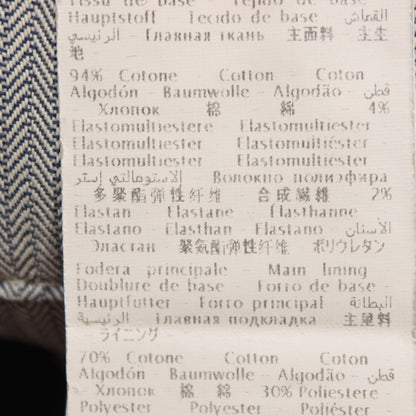 Tissu de base - Tejido de base -
Hauptstoff - Tecido de base - القماش
الرئيسي - Главная ткань - 主面料 - 主生
地
94% Cotone Cotton Coton
Algodón - Baumwolle - Algodão - قطن
Хлопок 棉 綿 4%
Elastomultiestere Elastomultiester
Elastomultiester Elastomultiéster
Elastomultiester Elastomultiester
الاستومالتي إستر Волокно полиэфира
多聚酯弹性纤维 合成繊維 2%
Elastan Elastane Elasthanne
Elastano Elasthan Elastano الأستان
Эластан - 聚氨酯弹性纤维 ポリウレタン
Fodera principale - Main lining
Doublure de base - Forro de base -
Hauptfutter - Forro principal البطانة
الرئيسية - Главная подкладка - 主里料
ライニング
70% Cotone Cotton Coton
Algodón - Baumwolle - Algodão - قطن
- Хлопок 棉 綿 - 30% Poliestere -
Polyester Polyester Poliéster -